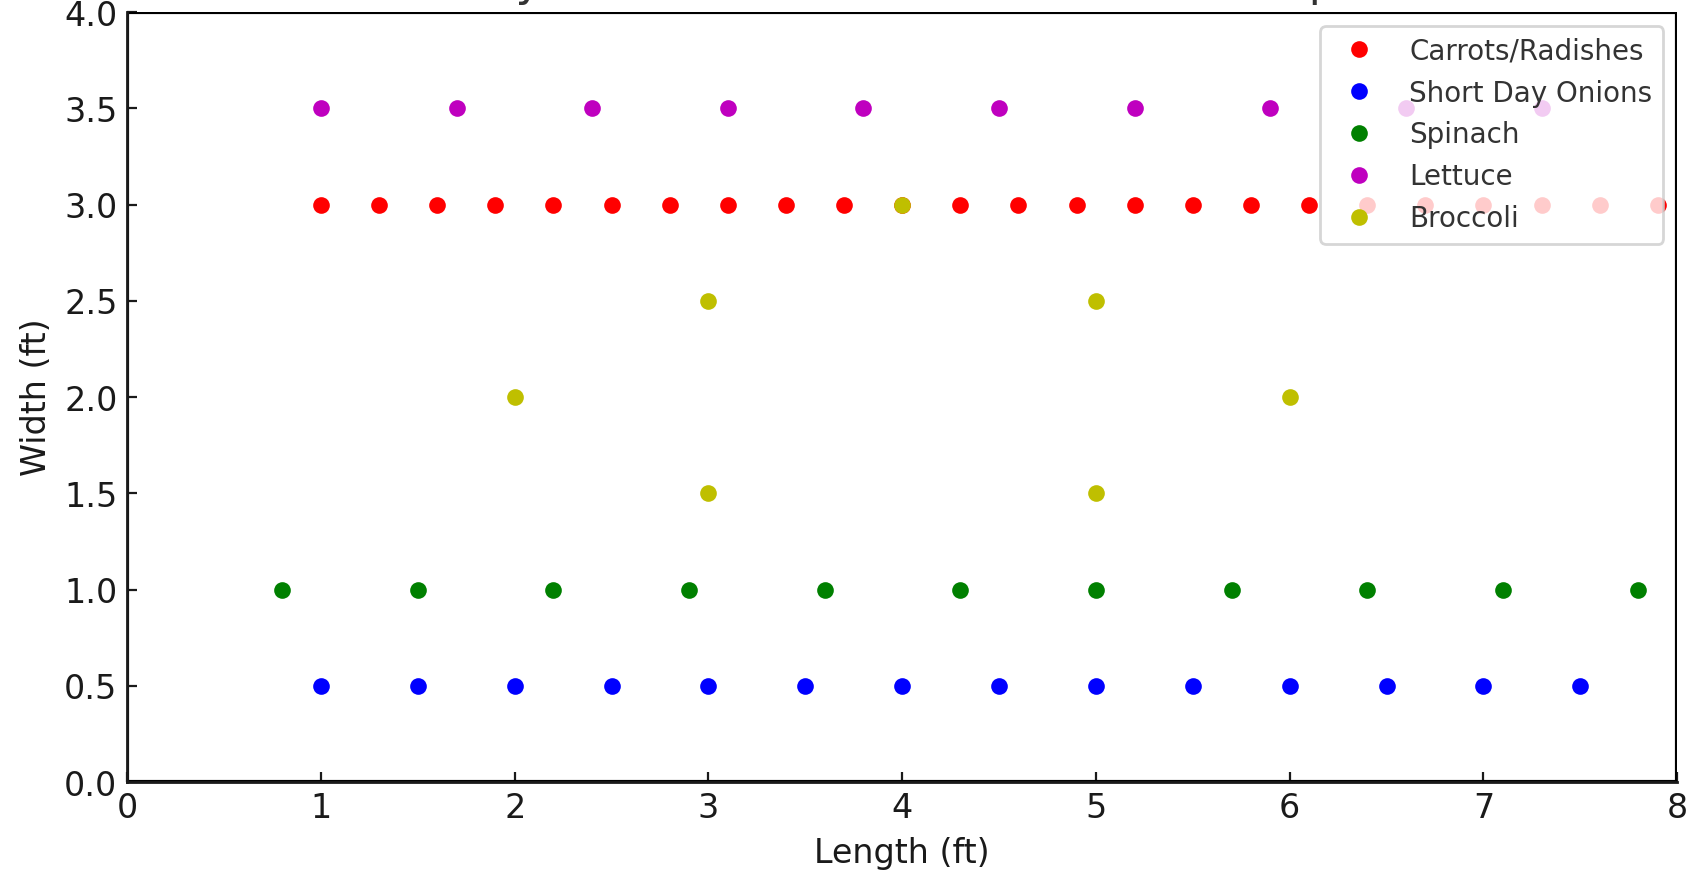 4.0
3.5
3.0
2.5
2.0
1.5
1.0
0.5
0.0
Width (ft)
Carrots/Radishes
Short Day Onions
Spinach
Lettuce
Broccoli
0 1 2 3 4 5 6 7 8
Length (ft)